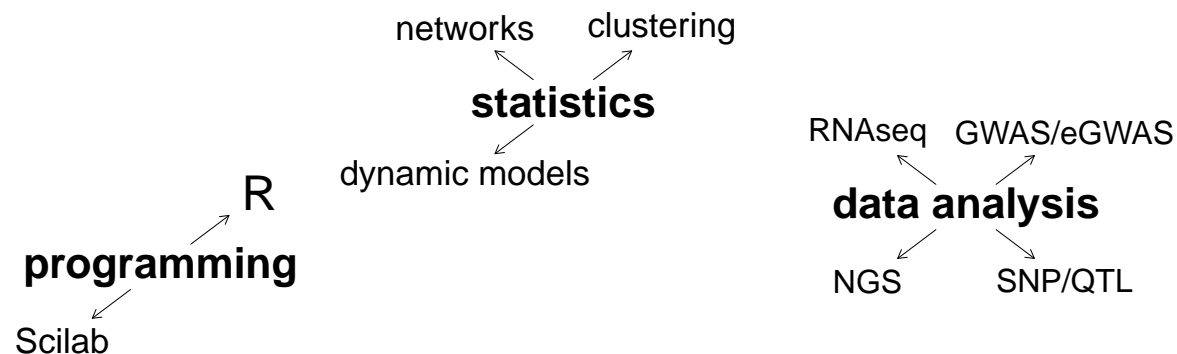 networks clustering
statistics
dynamic models
RNAseq GWAS/eGWAS
data analysis
NGS SNP/QTL
R
programming
Scilab